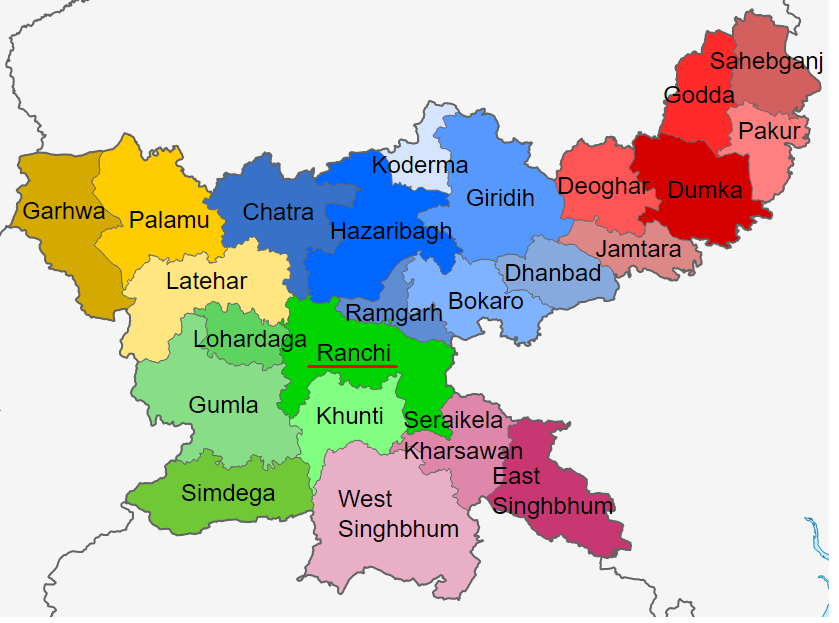 Sahebganj
Godda
Pakur
Koderma
Deoghar
Dumka
Giridih
Garhwa
Palamu
Chatra
Hazaribagh
Jamtara
Latehar
Dhanbad
Bokaro
Ramgarh
Lohardaga
Ranchi
Gumla
Khunti
Seraikela
Kharsawan
East
Singhbhum
Simdega
West
Singhbhum